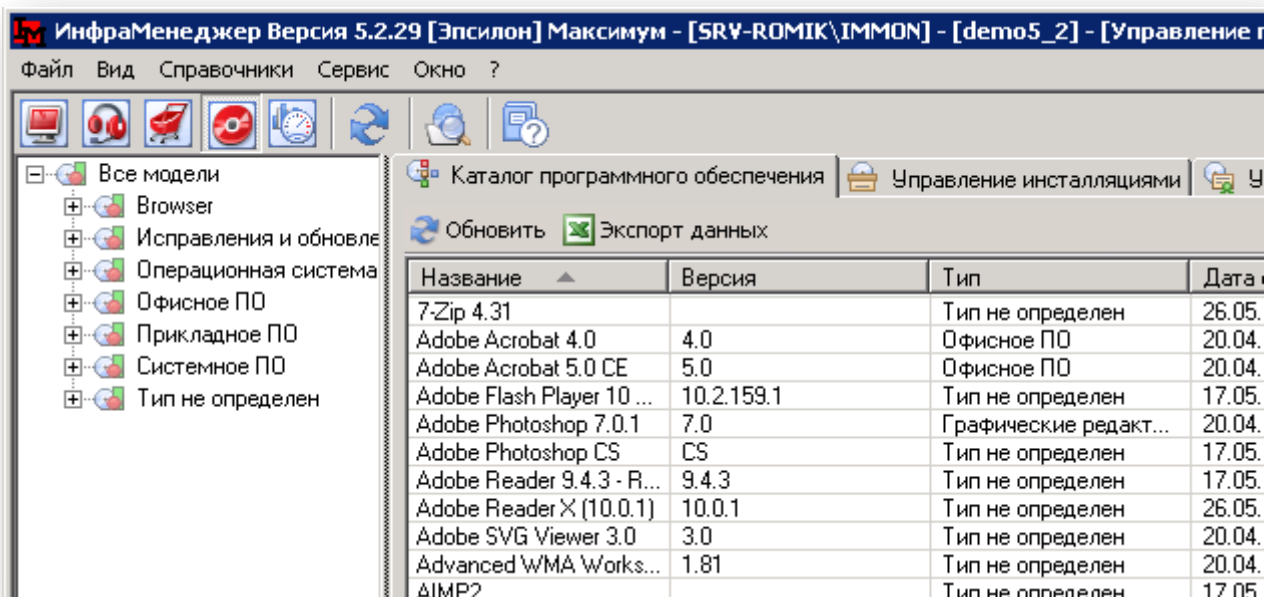 ИнфраМенеджер Версия 5.2.29 [Эпсилон] Максимум - [SRV-ROMIK\IMMON] - [demo5_2] - [Управление
Файл Вид Справочники Сервис Окно ?
Все модели
Browser
Исправления и обновле
Операционная система
Офисное ПО
Прикладное ПО
Системное ПО
Тип не определен
Каталог программного обеспечения Управление инсталляциями У
Обновить Экспорт данных
Название Версия Тип Дата
7-Zip 4.31 Тип не определен 26.05.
Adobe Acrobat 4.0 4.0 Офисное ПО 20.04.
Adobe Acrobat 5.0 CE 5.0 Офисное ПО 20.04.
Adobe Flash Player 10 ... 10.2.159.1 Тип не определен 17.05.
Adobe Photoshop 7.0.1 7.0 Графические редакт... 20.04.
Adobe Photoshop CS CS Тип не определен 17.05.
Adobe Reader 9.4.3 - R... 9.4.3 Тип не определен 17.05.
Adobe Reader X (10.0.1) 10.0.1 Тип не определен 26.05.
Adobe SVG Viewer 3.0 3.0 Тип не определен 20.04.
Advanced WMA Works... 1.81 Тип не определен 20.04.
AIMP2 Тип не определен 17.05